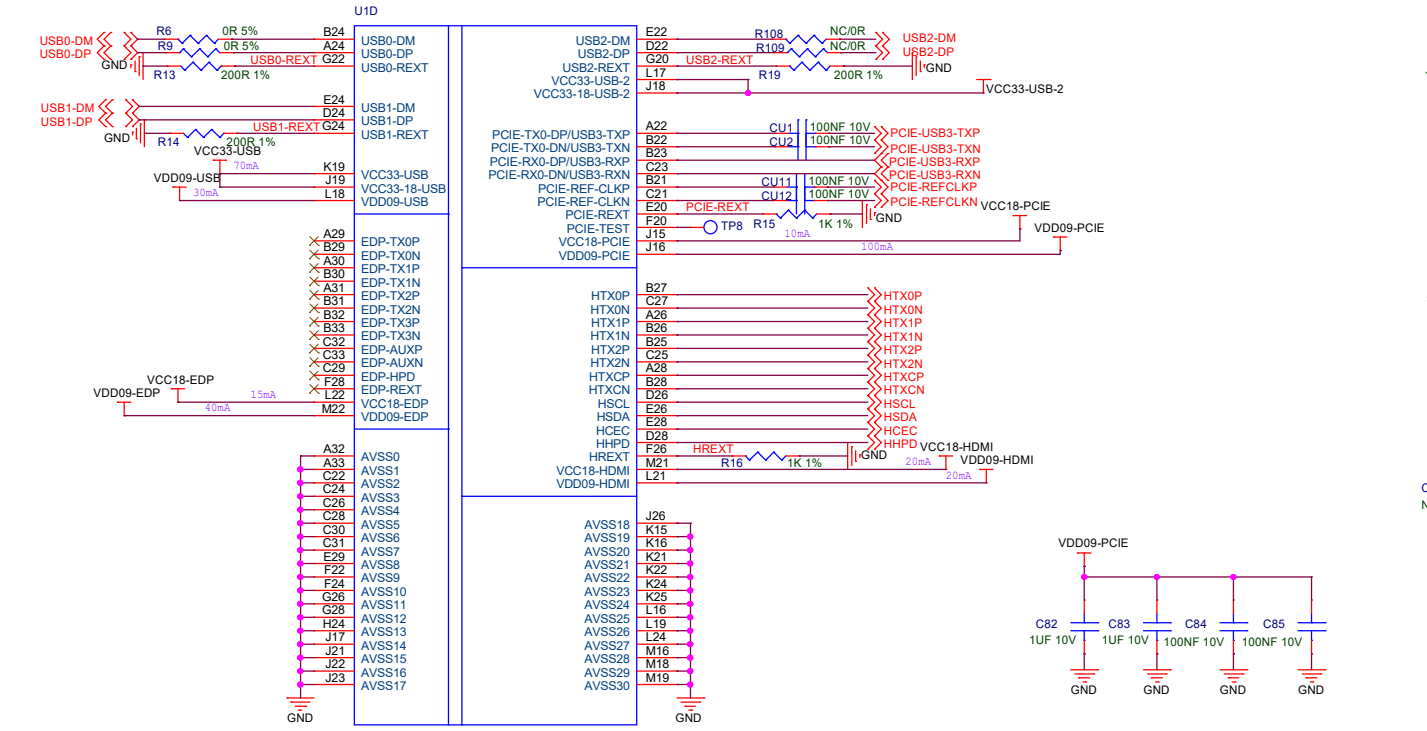 U1D
R6 0R 5% B24
USB0-DM USB0-DM
R9 0R 5% A24
USB0-DP USB0-DP
GND USB0-REXT G22 USB0-REXT
R13 200R 1%
E24
USB1-DM USB1-DM
D24
USB1-DP USB1-DP
GND USB1-REXT G24 USB1-REXT
R14 200R 1%
VCC33-USB
70mA K19 VCC33-USB
VDD09-USB J19 VCC33-18-USB
30mA L18 VDD09-USB
A29 EDP-TX0P
B29 EDP-TX0N
A30 EDP-TX1P
B30 EDP-TX1N
A31 EDP-TX2P
B31 EDP-TX2N
B32 EDP-TX3P
B33 EDP-TX3N
C32 EDP-AUXP
C33 EDP-AUXN
C29 EDP-HPD
F28 EDP-REXT
VCC18-EDP
15mA L22 VCC18-EDP
VDD09-EDP
40mA M22 VDD09-EDP
A32 AVSS0
A33 AVSS1
C22 AVSS2
C24 AVSS3
C26 AVSS4
C28 AVSS5
C30 AVSS6
C31 AVSS7
E29 AVSS8
F22 AVSS9
F24 AVSS10
G26 AVSS11
G28 AVSS12
H24 AVSS13
J17 AVSS14
J21 AVSS15
J22 AVSS16
J23 AVSS17
GND
USB2-DM E22 R108 NC/0R USB2-DM
USB2-DP D22 R109 NC/0R USB2-DP
USB2-REXT G20 USB2-REXT GND
R19 200R 1%
VCC33-USB-2 L17
VCC33-18-USB-2 J18 VCC33-USB-2
PCIE-TX0-DP/USB3-TXP A22 CU1 100NF 10V PCIE-USB3-TXP
PCIE-TX0-DN/USB3-TXN B22 CU2 100NF 10V PCIE-USB3-TXN
PCIE-RX0-DP/USB3-RXP B23 PCIE-USB3-RXP
PCIE-RX0-DN/USB3-RXN C23 PCIE-USB3-RXN
PCIE-REF-CLKP B21 CU11 100NF 10V PCIE-REFCLKP
PCIE-REF-CLKN C21 CU12 100NF 10V PCIE-REFCLKN
PCIE-REXT E20 PCIE-REXT R15 1K 1% GND
PCIE-TEST F20 TP8
VCC18-PCIE J15 10mA VCC18-PCIE
VDD09-PCIE J16 100mA VDD09-PCIE
HTX0P B27 HTX0P
HTX0N C27 HTX0N
HTX1P A26 HTX1P
HTX1N B26 HTX1N
HTX2P B25 HTX2P
HTX2N C25 HTX2N
HTXCP A28 HTXCP
HTXCN B28 HTXCN
HSCL D26 HSCL
HSDA E26 HSDA
HCEC E28 HCEC
HHPD D28 HHPD
HREXT F26 HREXT R16 1K 1% GND
VCC18-HDMI M21 20mA VCC18-HDMI
VDD09-HDMI L21 20mA VDD09-HDMI
AVSS18 J26
AVSS19 K15
AVSS20 K16
AVSS21 K21
AVSS22 K22
AVSS23 K24
AVSS24 K25
AVSS25 L16
AVSS26 L19
AVSS27 L24
AVSS28 M16
AVSS29 M18
AVSS30 M19
GND
VDD09-PCIE
C82 C83 C84 C85
1UF 10V 1UF 10V 100NF 10V 100NF 10V
GND GND GND GND